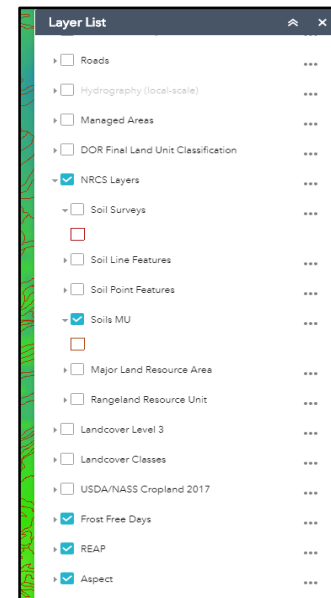 Layer List
Roads
Hydrography (local-scale)
Managed Areas
DOR Final Land Unit Classification
NRCS Layers
Soil Surveys
Soil Line Features
Soil Point Features
Soils MU
Major Land Resource Area
Rangeland Resource Unit
Landcover Level 3
Landcover Classes
USDA/NASS Cropland 2017
Frost Free Days
REAP
Aspect